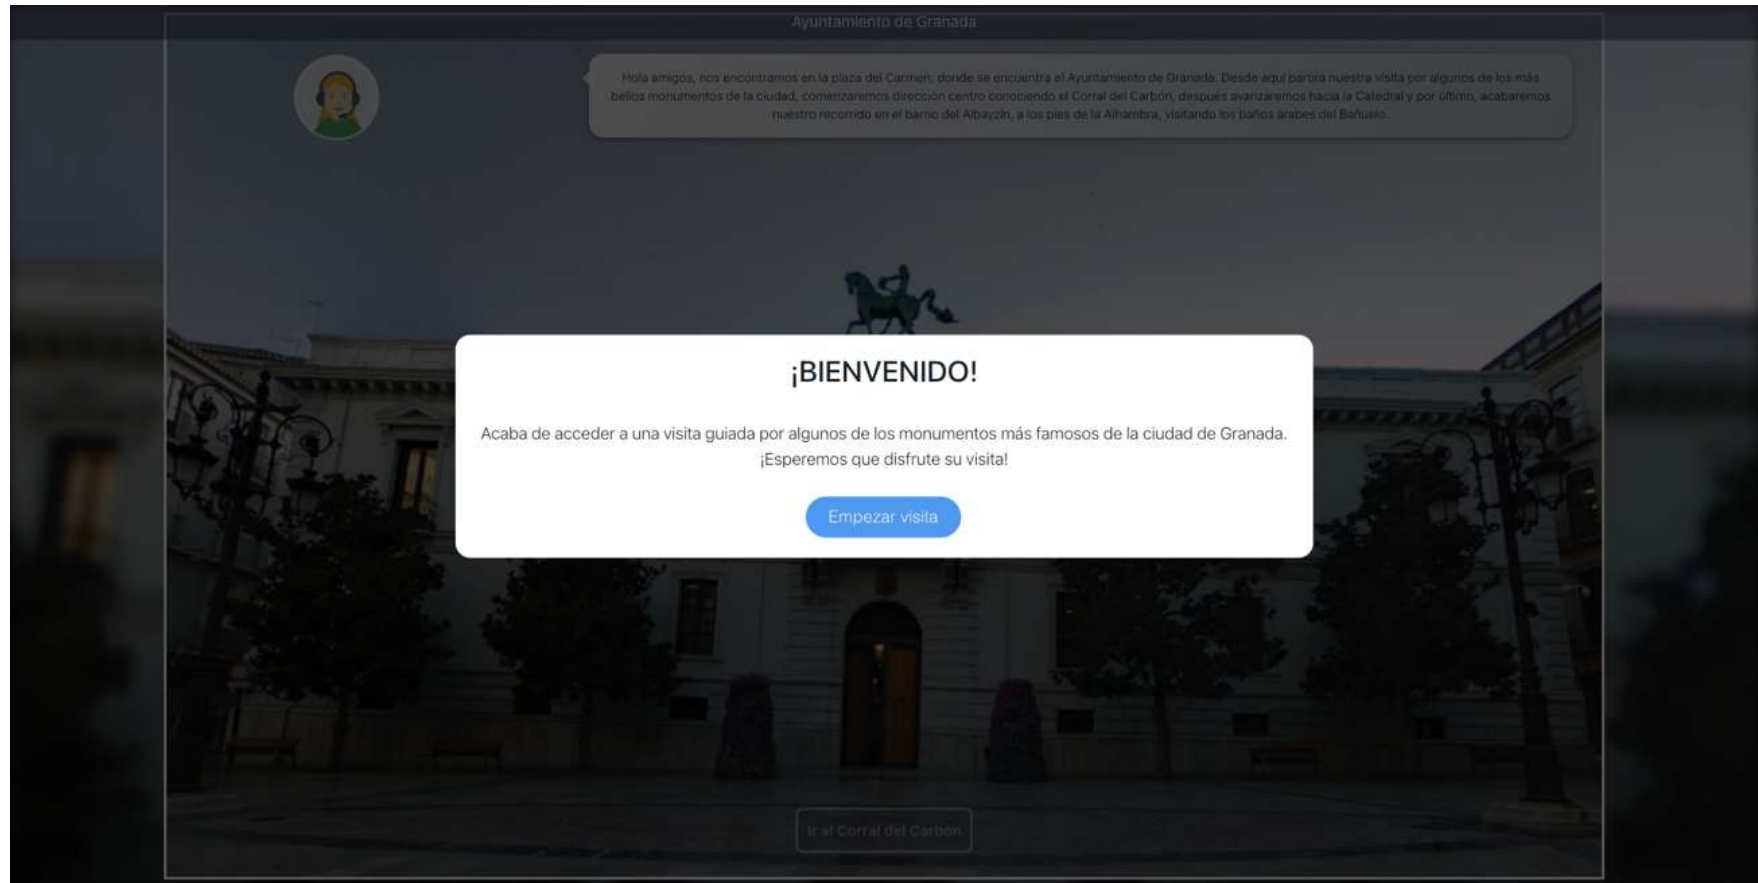 Ayuntamiento de Granada
Hola amigos, nos encontramos en la plaza del Carmen, donde se encuentra el Ayuntamiento de Granada. Desde aquí partirá nuestra visita por algunos de los más
bellos monumentos de la ciudad, comenzaremos dirección centro conociendo el Corral del Carbón, después avanzaremos hacia la Catedral y por último, acabaremos
nuestro recorrido en el barrio del Albayzín, a los pies de la Alhambra, visitando los baños árabes del Bañuelo.
¡BIENVENIDO!
Acaba de acceder a una visita guiada por algunos de los monumentos más famosos de la ciudad de Granada.
¡Esperemos que disfrute su visita!
Empezar visita
Ir al Corral del Carbón